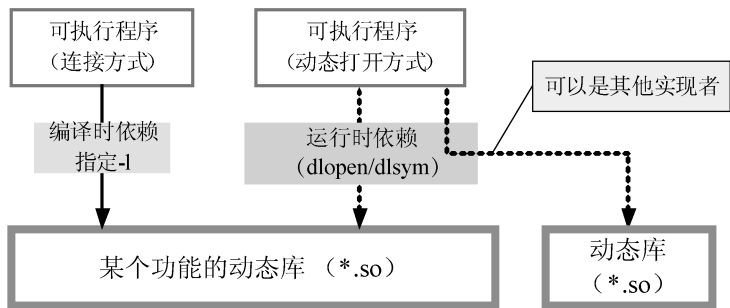 可执行程序
（连接方式）
可执行程序
（动态打开方式）
可以是其他实现者
编译时依赖
指定-l
运行时依赖
（dlopen/dlsym）
某个功能的动态库 （*.so）
动态库
（*.so）